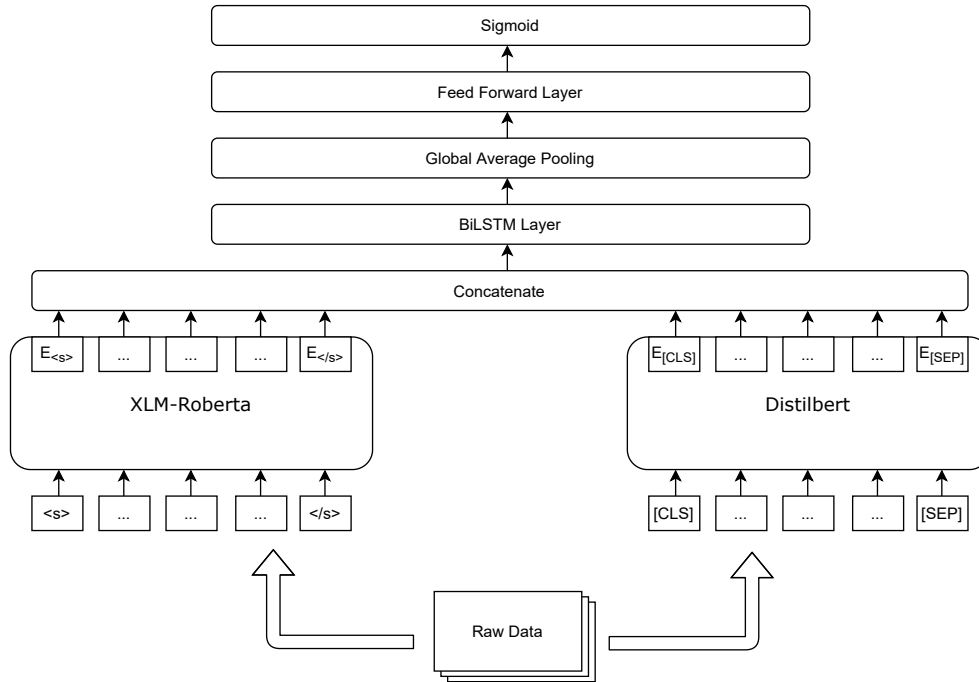 Sigmoid
Feed Forward Layer
Global Average Pooling
BiLSTM Layer
Concatenate
E<s> ... ... ... E</s> E[CLS] ... ... ... E[SEP]
XLM-Roberta Distilbert
<s> ... ... ... </s> [CLS] ... ... ... [SEP]
Raw Data